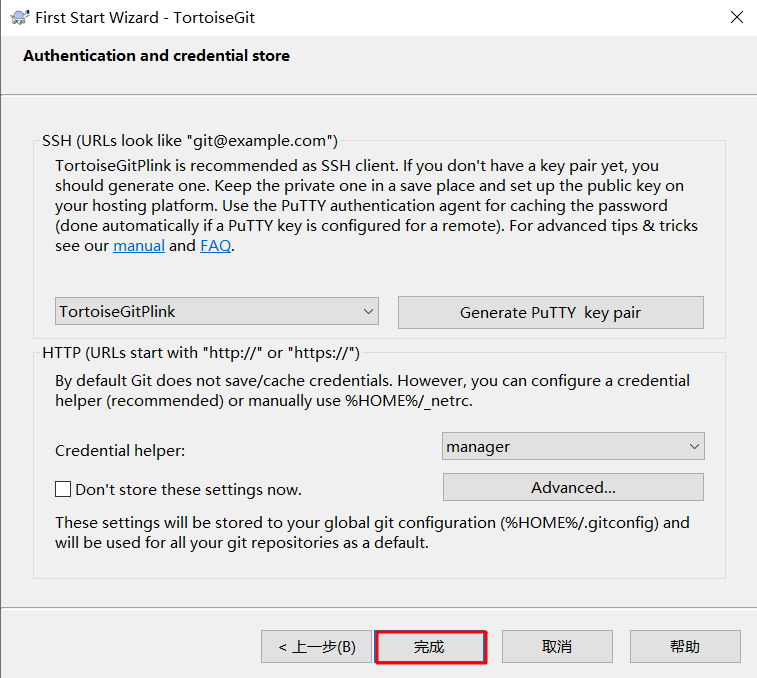 First Start Wizard - TortoiseGit
Authentication and credential store
SSH (URLs look like "git@example.com")
TortoiseGitPlink is recommended as SSH client. If you don't have a key pair yet, you
should generate one. Keep the private one in a save place and set up the public key on
your hosting platform. Use the PuTTY authentication agent for caching the password
(done automatically if a PuTTY key is configured for a remote). For advanced tips & tricks
see our manual and FAQ.
TortoiseGitPlink
Generate PuTTY  key pair
HTTP (URLs start with "http://" or "https://")
By default Git does not save/cache credentials. However, you can configure a credential
helper (recommended) or manually use %HOME%/_netrc.
Credential helper:
manager
Don't store these settings now.
Advanced...
These settings will be stored to your global git configuration (%HOME%/.gitconfig) and
will be used for all your git repositories as a default.
< 上一步(B)
完成
取消
帮助